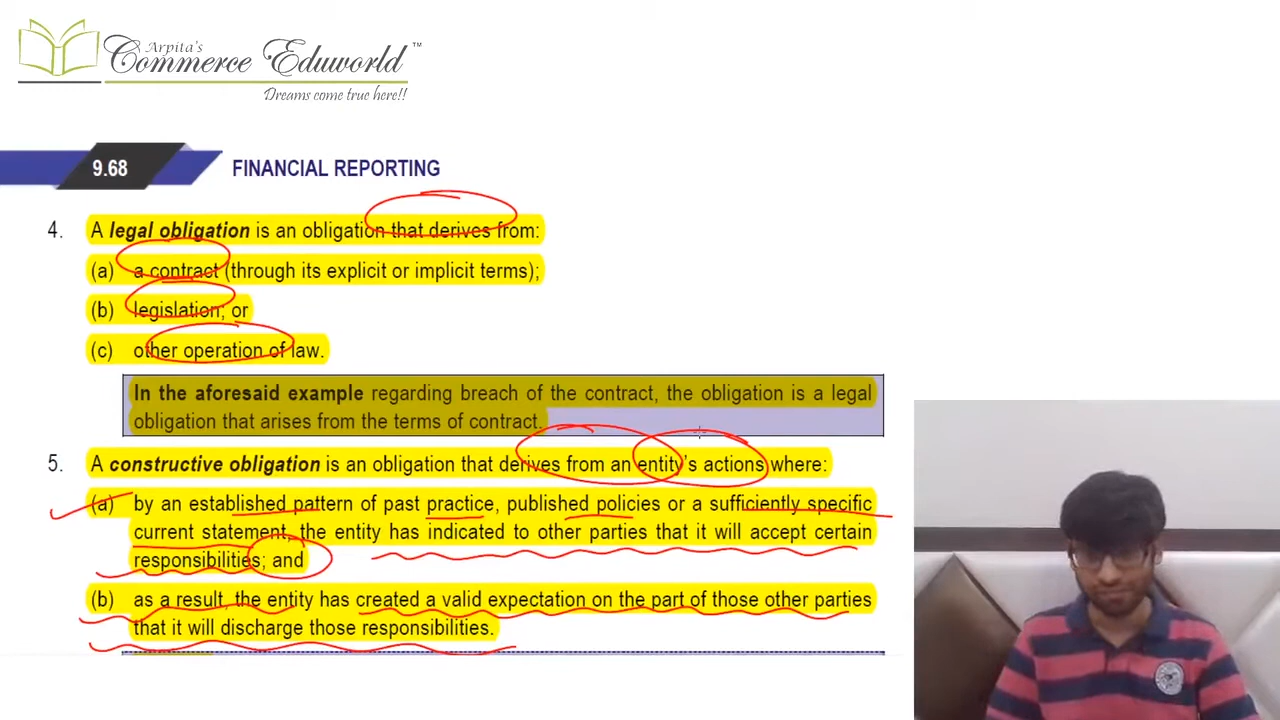 Arpita's
Commerce Eduworld ™
Dreams come true here!!
9.68 FINANCIAL REPORTING
4. A legal obligation is an obligation that derives from:
(a) a contract (through its explicit or implicit terms);
(b) legislation; or
(c) other operation of law.
In the aforesaid example regarding breach of the contract, the obligation is a legal
obligation that arises from the terms of contract.
5. A constructive obligation is an obligation that derives from an entity's actions where:
(a) by an established pattern of past practice, published policies or a sufficiently specific
current statement, the entity has indicated to other parties that it will accept certain
responsibilities; and
(b) as a result, the entity has created a valid expectation on the part of those other parties
that it will discharge those responsibilities.